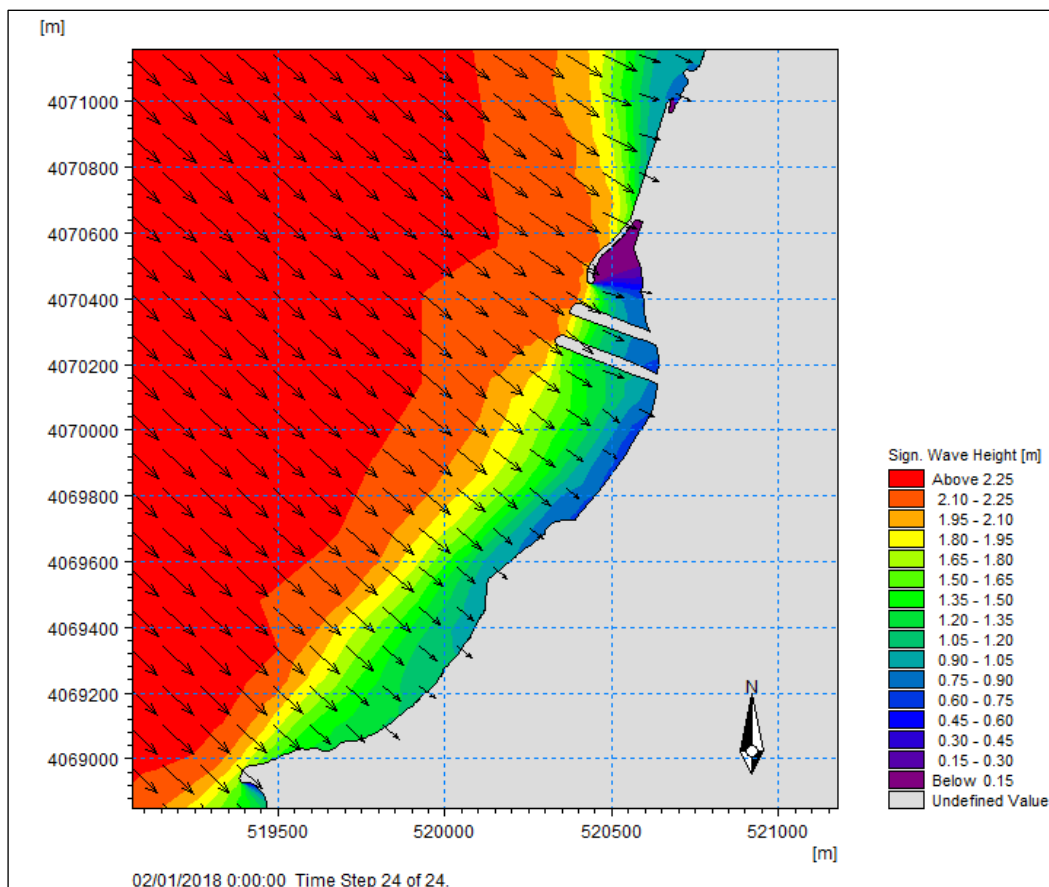 [m]
4071000
4070800
4070600
4070400
4070200
4070000
4069800
4069600
4069400
4069200
4069000
519500 520000 520500 521000
[m]
N
Sign. Wave Height [m]
Above 2.25
2.10 - 2.25
1.95 - 2.10
1.80 - 1.95
1.65 - 1.80
1.50 - 1.65
1.35 - 1.50
1.20 - 1.35
1.05 - 1.20
0.90 - 1.05
0.75 - 0.90
0.60 - 0.75
0.45 - 0.60
0.30 - 0.45
0.15 - 0.30
Below 0.15
Undefined Value
02/01/2018 0:00:00 Time Step 24 of 24.